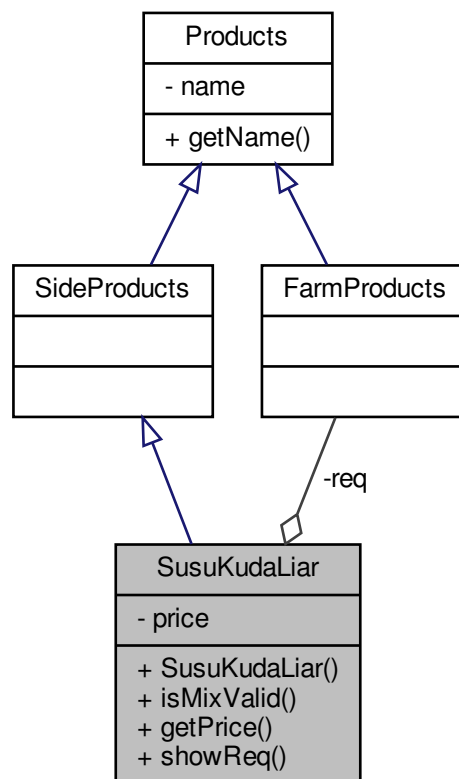 Products
- name
+ getName()
SideProducts
FarmProducts
-req
SusuKudaLiar
- price
+ SusuKudaLiar()
+ isMixValid()
+ getPrice()
+ showReq()